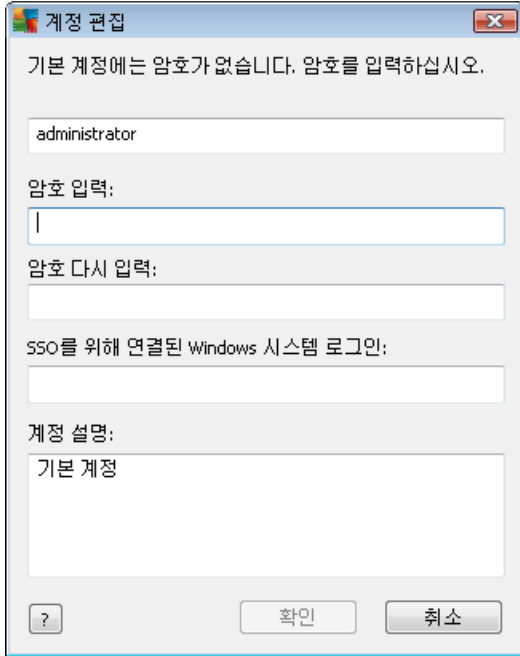 계정 편집
기본 계정에는 암호가 없습니다. 암호를 입력하십시오.
administrator
암호 입력:
암호 다시 입력:
SSO를 위해 연결된 Windows 시스템 로그인:
계정 설명:
기본 계정
?
확인
취소